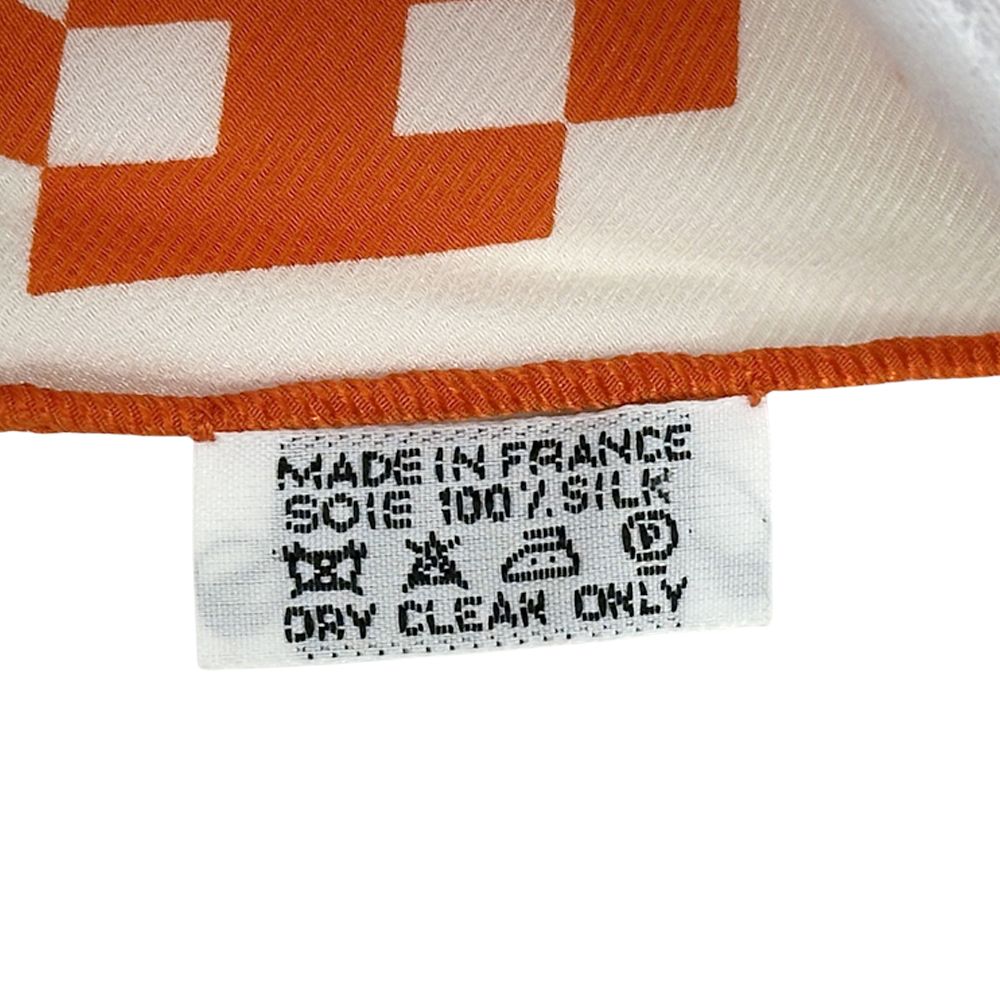 MADE IN FRANCE
SOIE 100% SILK
P
DRY CLEAN ONLY